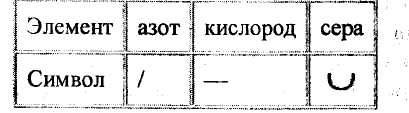 Элемент азот кислород сера
Символ / — ◡